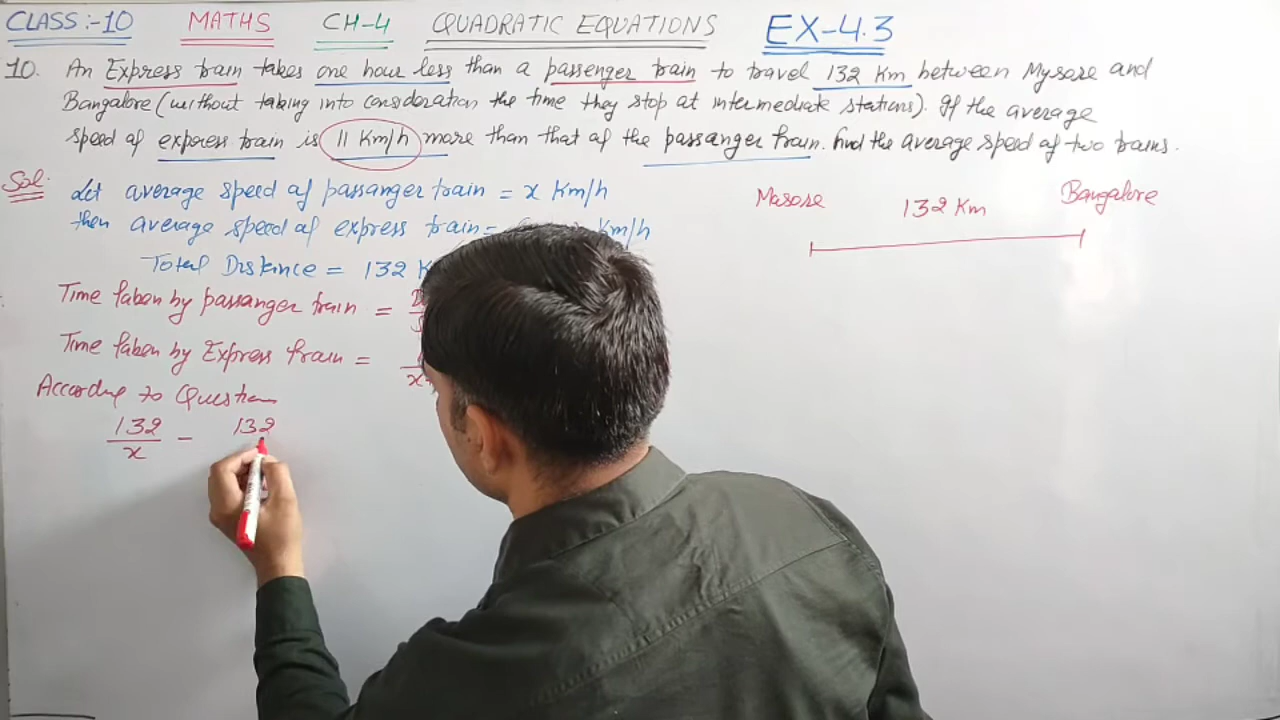 CLASS:-10 MATHS CH-4 QUADRATIC EQUATIONS EX-4.3
10. An Express train takes one hour less than a passenger train to travel 132 Km between Mysore and
Bangalore (without taking into consideration the time they stop at intermediate stations). If the average
speed of express train is 11 Km/h more than that of the passanger train. find the average speed of two trains.
Sol:
Let average speed of passanger train = x Km/h
then average speed of express train = Km/h
Total Distance = 132 K
Time taken by passanger train =
Time taken by Express train =
x
According to Question
132 - 132
x
Masore 132 Km Bangalore